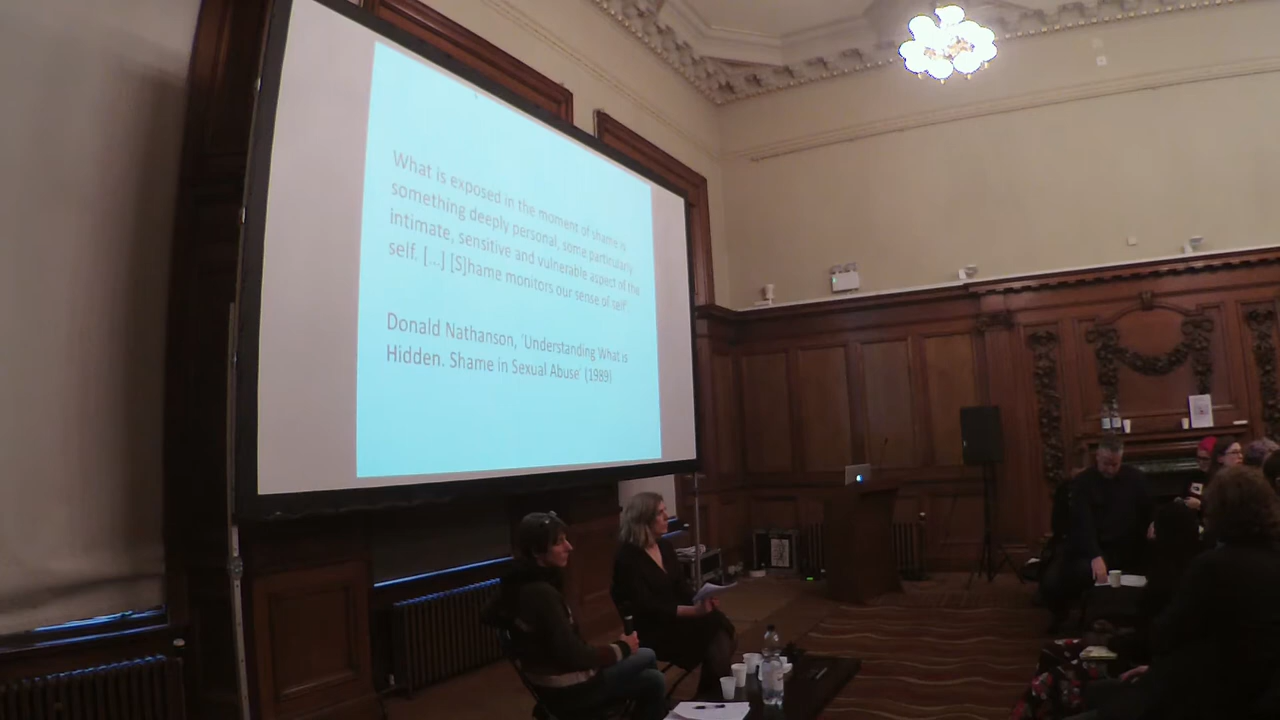 What is exposed in the moment of shame is
something deeply personal, some particularly
intimate, sensitive and vulnerable aspect of the
self. [...] [S]hame monitors our sense of self'
Donald Nathanson, 'Understanding What is
Hidden. Shame in Sexual Abuse' (1989)